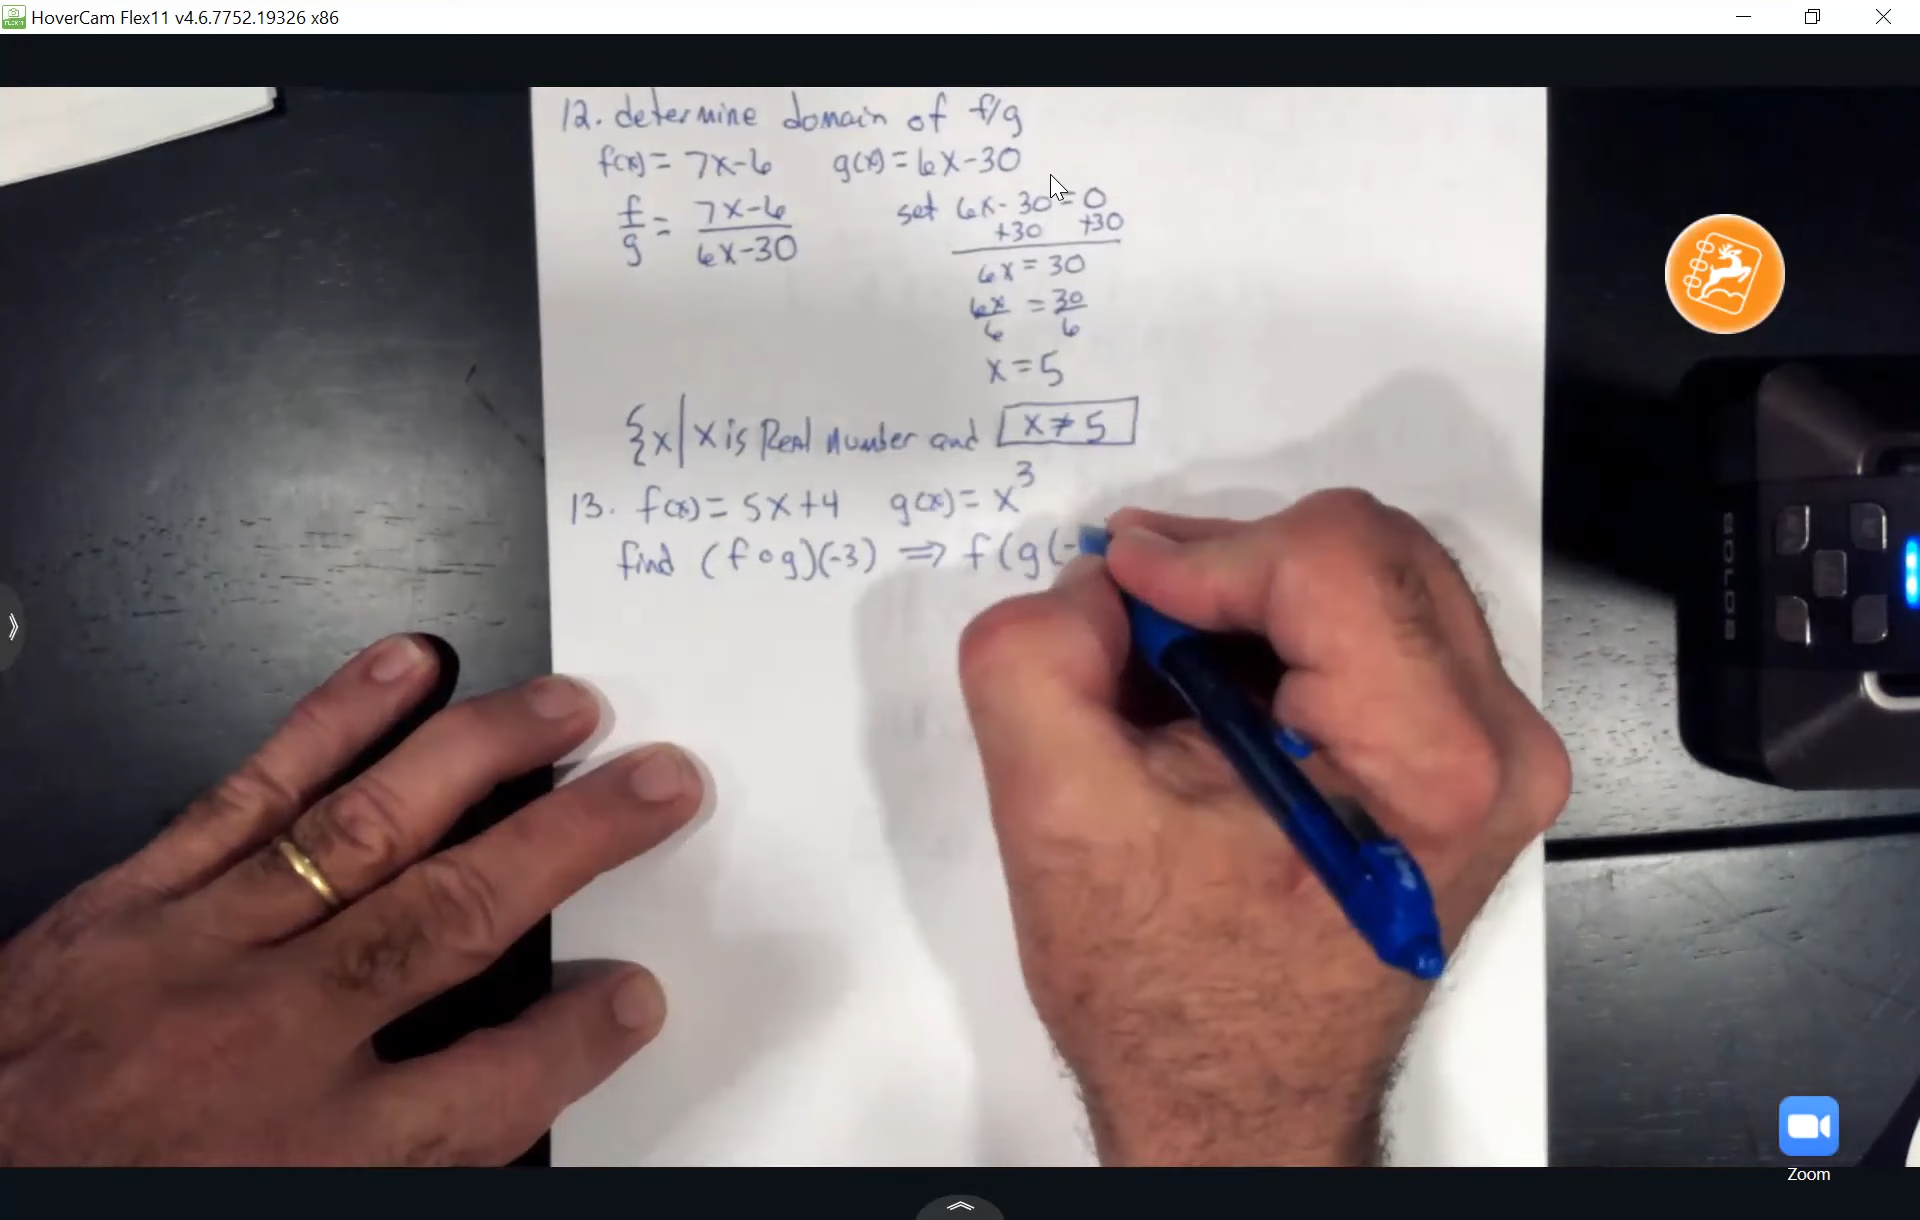 HoverCam Flex11 v4.6.7752.19326 x86
12. determine domain of f/g
f(x) = 7x-6 g(x) = 6x-30
f/g = 7x-6/6x-30
set 6x-30=0
+30 +30
6x = 30
6x/6 = 30/6
x = 5
{x|x is Real Number and x ≠ 5
13. f(x) = 5x+4 g(x) = x³
find (f∘g)(-3) ⇒ f(g(-
Zoom